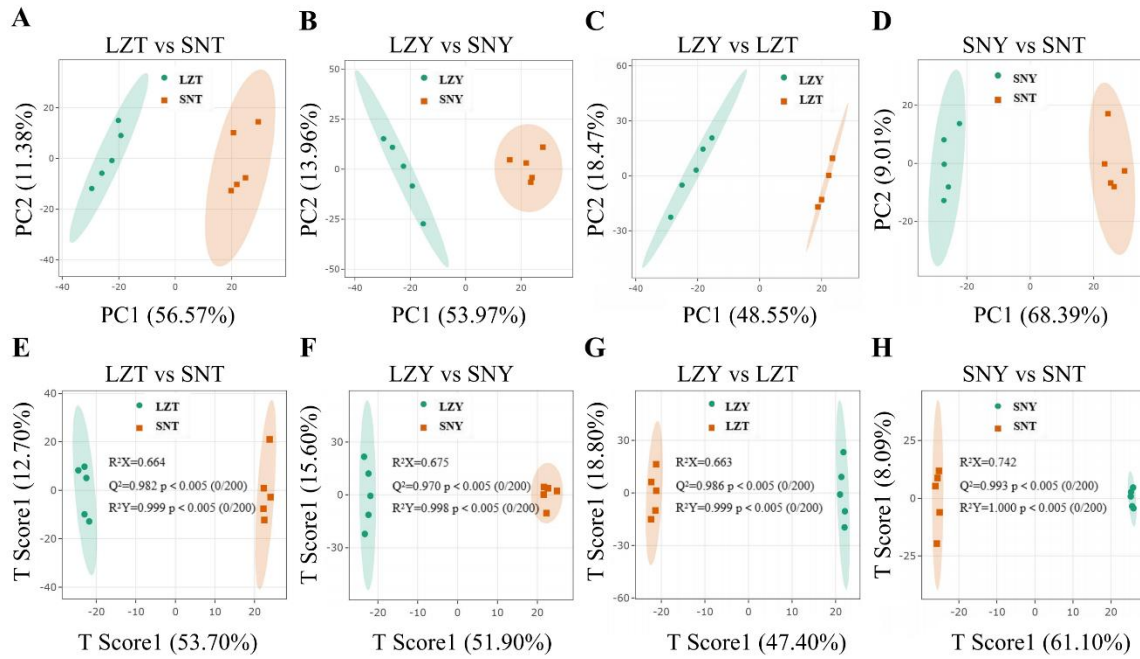 A
LZT vs SNT
LZT
SNT
PC2 (11.38%)
20
0
-20
-40
-40
-20
0
20
PC1 (56.57%)
B
LZY vs SNY
LZY
SNY
PC2 (13.96%)
50
25
0
-25
-50
-40
-20
0
20
PC1 (53.97%)
C
LZY vs LZT
LZY
LZT
PC2 (18.47%)
60
30
0
-30
-40
-20
0
20
PC1 (48.55%)
D
SNY vs SNT
SNY
SNT
PC2 (9.01%)
20
0
-20
-40
-20
0
20
PC1 (68.39%)
E
LZT vs SNT
LZT
SNT
R²X=0.664
Q²=0.982 p < 0.005 (0/200)
R²Y=0.999 p < 0.005 (0/200)
T Score1 (12.70%)
40
20
0
-20
-40
-20
0
20
T Score1 (53.70%)
F
LZY vs SNY
LZY
SNY
R²X=0.675
Q²=0.970 p < 0.005 (0/200)
R²Y=0.998 p < 0.005 (0/200)
T Score1 (15.60%)
30
0
-30
-20
-10
0
10
20
T Score1 (51.90%)
G
LZY vs LZT
LZY
LZT
R²X=0.663
Q²=0.986 p < 0.005 (0/200)
R²Y=0.999 p < 0.005 (0/200)
T Score1 (18.80%)
60
30
0
-30
-60
-20
-10
0
10
20
T Score1 (47.40%)
H
SNY vs SNT
SNY
SNT
R²X=0.742
Q²=0.993 p < 0.005 (0/200)
R²Y=1.000 p < 0.005 (0/200)
T Score1 (8.09%)
25
0
-25
-20
-10
0
10
20
T Score1 (61.10%)